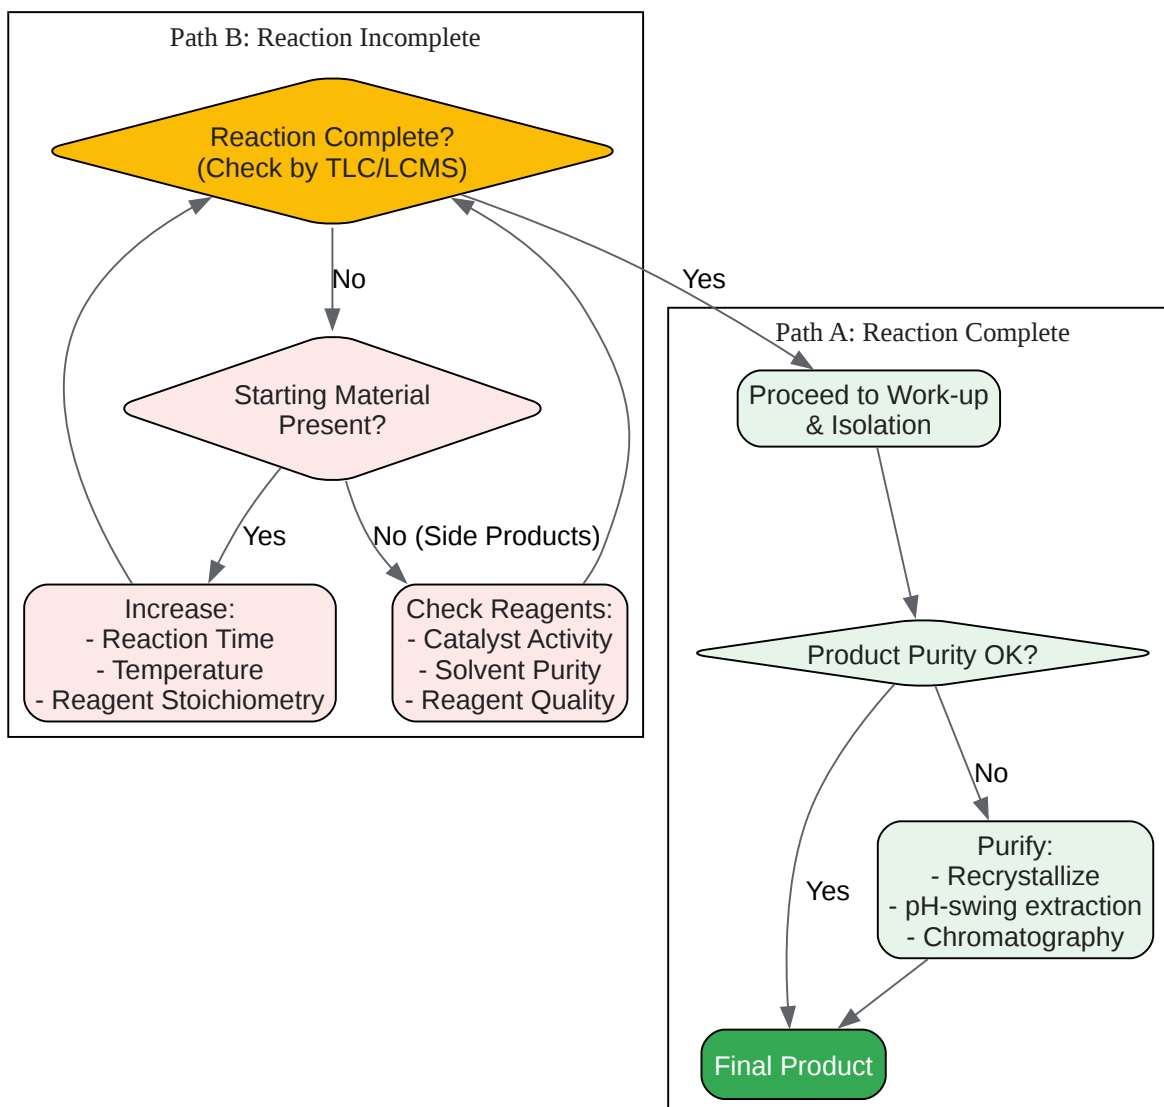 Path B: Reaction Incomplete
Reaction Complete?
(Check by TLC/LCMS)
No
Yes
Starting Material
Present?
Yes
No (Side Products)
Increase:
- Reaction Time
- Temperature
- Reagent Stoichiometry
Check Reagents:
- Catalyst Activity
- Solvent Purity
- Reagent Quality
Path A: Reaction Complete
Proceed to Work-up
& Isolation
Product Purity OK?
No
Yes
Purify:
- Recrystallize
- pH-swing extraction
- Chromatography
Final Product